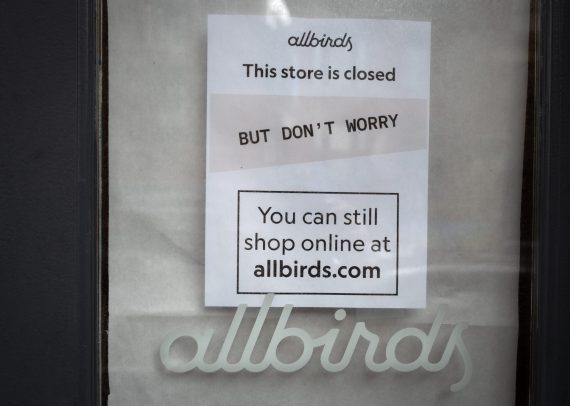 allbirds
This store is closed
BUT DON'T WORRY
You can still
shop online at
allbirds.com
allbirds